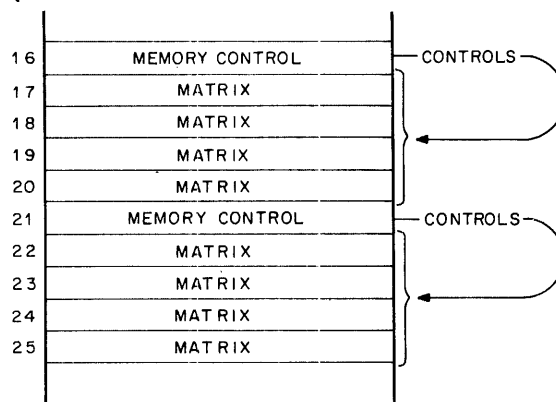 16 MEMORY CONTROL CONTROLS
17 MATRIX
18 MATRIX
19 MATRIX
20 MATRIX
21 MEMORY CONTROL CONTROLS
22 MATRIX
23 MATRIX
24 MATRIX
25 MATRIX